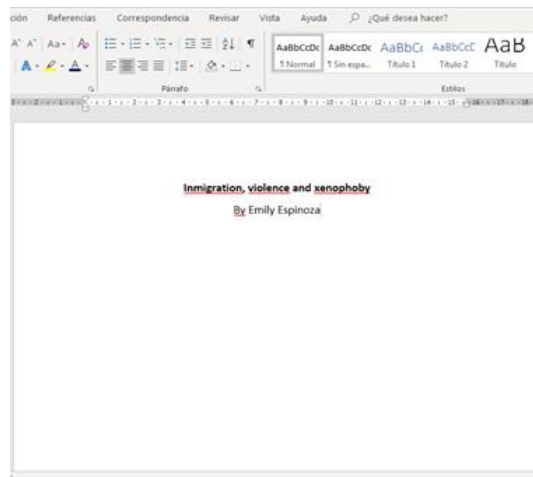 ción Referencias Correspondencia Revisar Vista Ayuda ¿Qué desea hacer?
Aa
AaBbCcDc AaBbCcDc AaBbCc AaBbCcC AaB
¶ Normal ¶ Sin espa... Título 1 Título 2 Título
Párrafo Estilos
Inmigration, violence and xenophoby
By Emily Espinoza